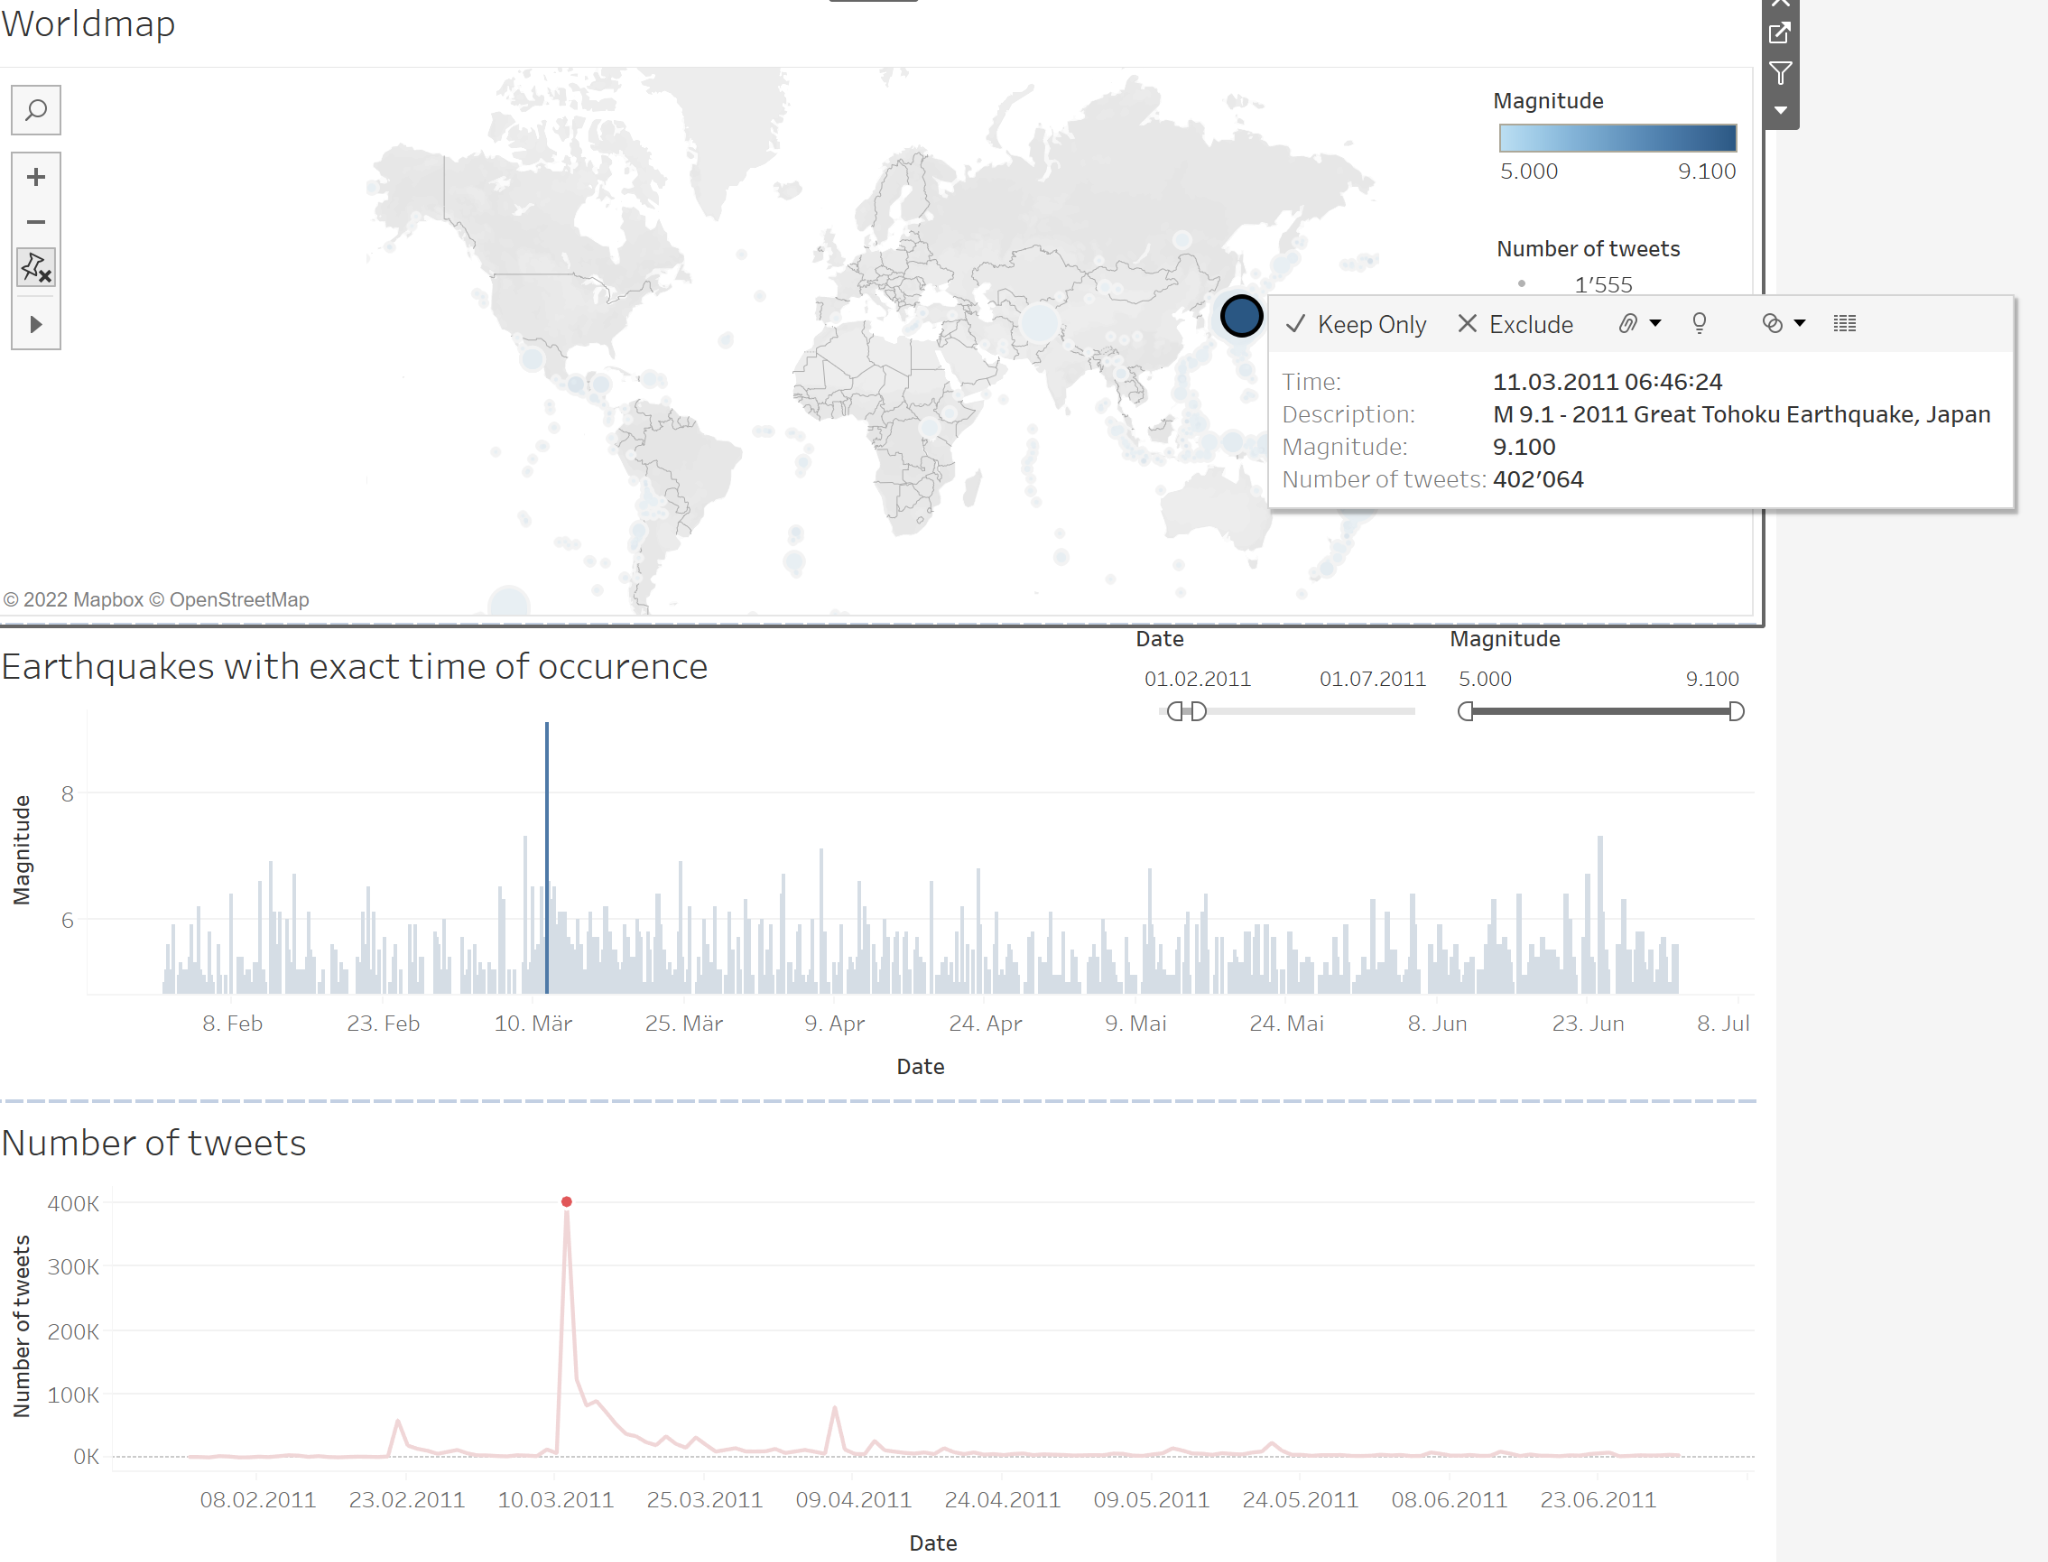 Worldmap
Magnitude
5.000 9.100
Number of tweets
1’555
Keep Only Exclude
Time: 11.03.2011 06:46:24
Description: M 9.1 - 2011 Great Tohoku Earthquake, Japan
Magnitude: 9.100
Number of tweets: 402’064
© 2022 Mapbox © OpenStreetMap
Earthquakes with exact time of occurence
Date Magnitude
01.02.2011 01.07.2011 5.000 9.100
Magnitude
8
6
8. Feb 23. Feb 10. Mär 25. Mär 9. Apr 24. Apr 9. Mai 24. Mai 8. Jun 23. Jun 8. Jul
Date
Number of tweets
Number of tweets
400K
300K
200K
100K
0K
08.02.2011 23.02.2011 10.03.2011 25.03.2011 09.04.2011 24.04.2011 09.05.2011 24.05.2011 08.06.2011 23.06.2011
Date